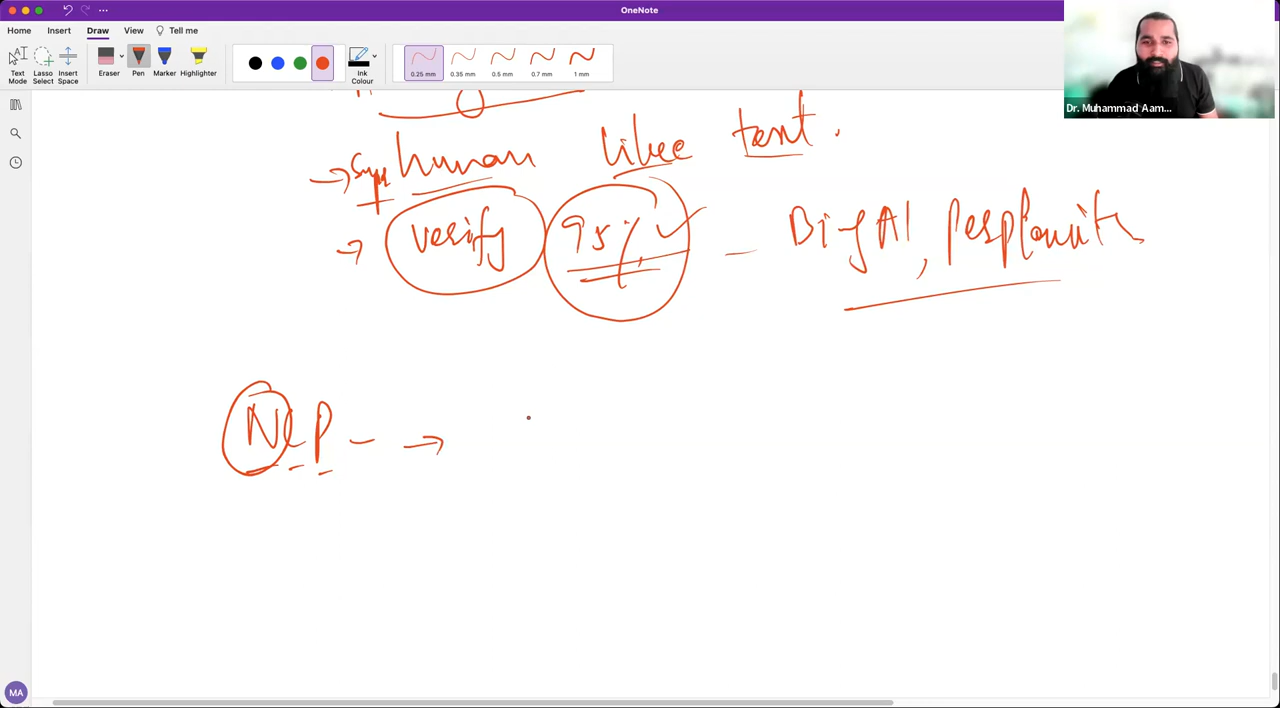 OneNote
Home Insert Draw View Tell me
Text Mode Lasso Select Insert Space Eraser Pen Marker Highlighter Ink Colour 0.25 mm 0.35 mm 0.5 mm 0.7 mm 1 mm
Dr. Muhammad Aam...
human like text.
→ verify 95% – Bing AI, Perplexity
NLP – →
MA